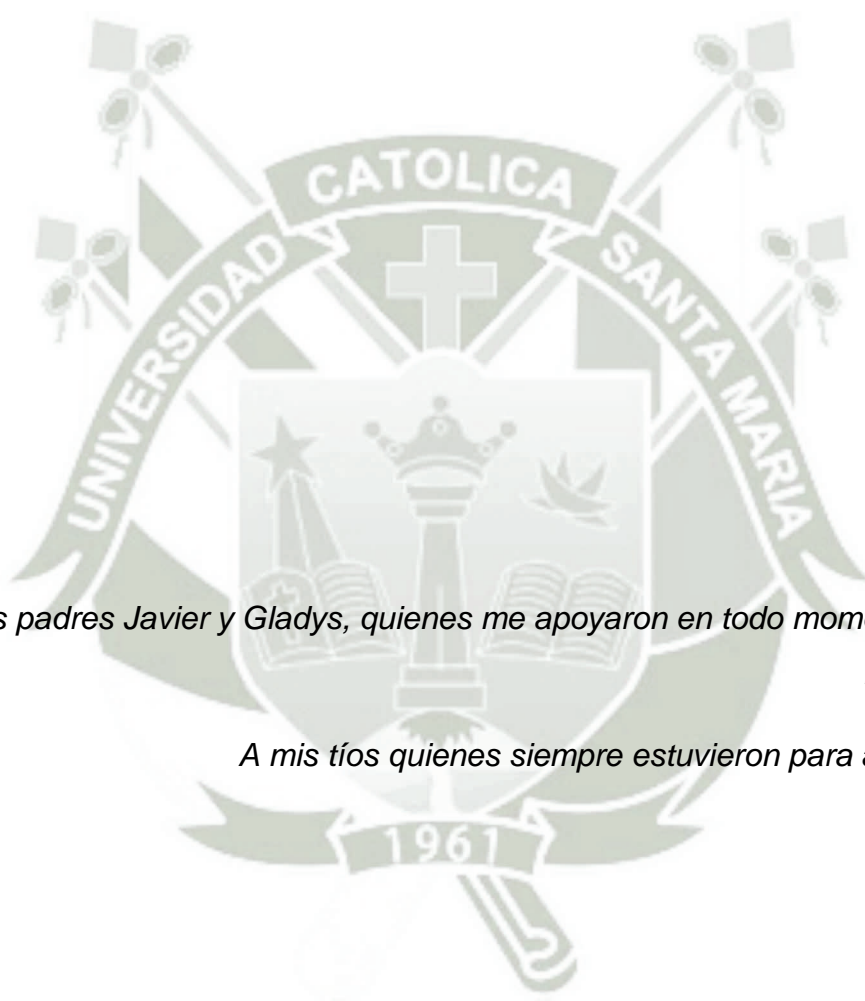 UNIVERSIDAD CATOLICA SANTA MARIA
padres Javier y Gladys, quienes me apoyaron en todo
A mis tíos quienes siempre estuvieron para
1961